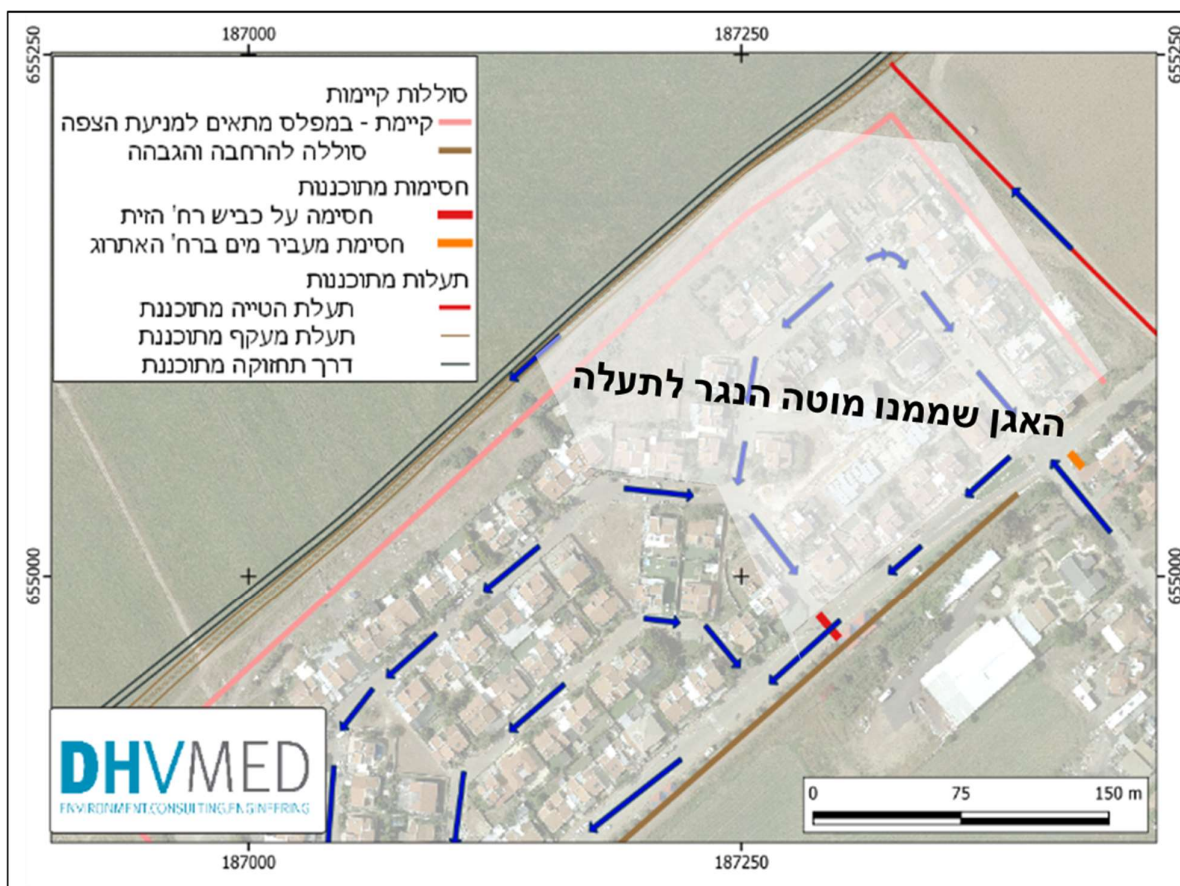 187000
187250
655250
655250
סוללות קיימות
קיימת - במפלס מתאים למניעת הצפה
סוללה להרחבה והגבהה
חסימות מתוכננות
חסימה על כביש רח' הזית
חסימת מעביר מים ברח' האתרוג
תעלות מתוכננות
תעלת הטייה מתוכננת
תעלת מעקף מתוכננת
דרך תחזוקה מתוכננת
האגן שממנו מוטה הנגר לתעלה
655000
655000
DHVMED
ENVIRONMENT.CONSULTING.ENGINEERING
0 75 150 m
187000
187250